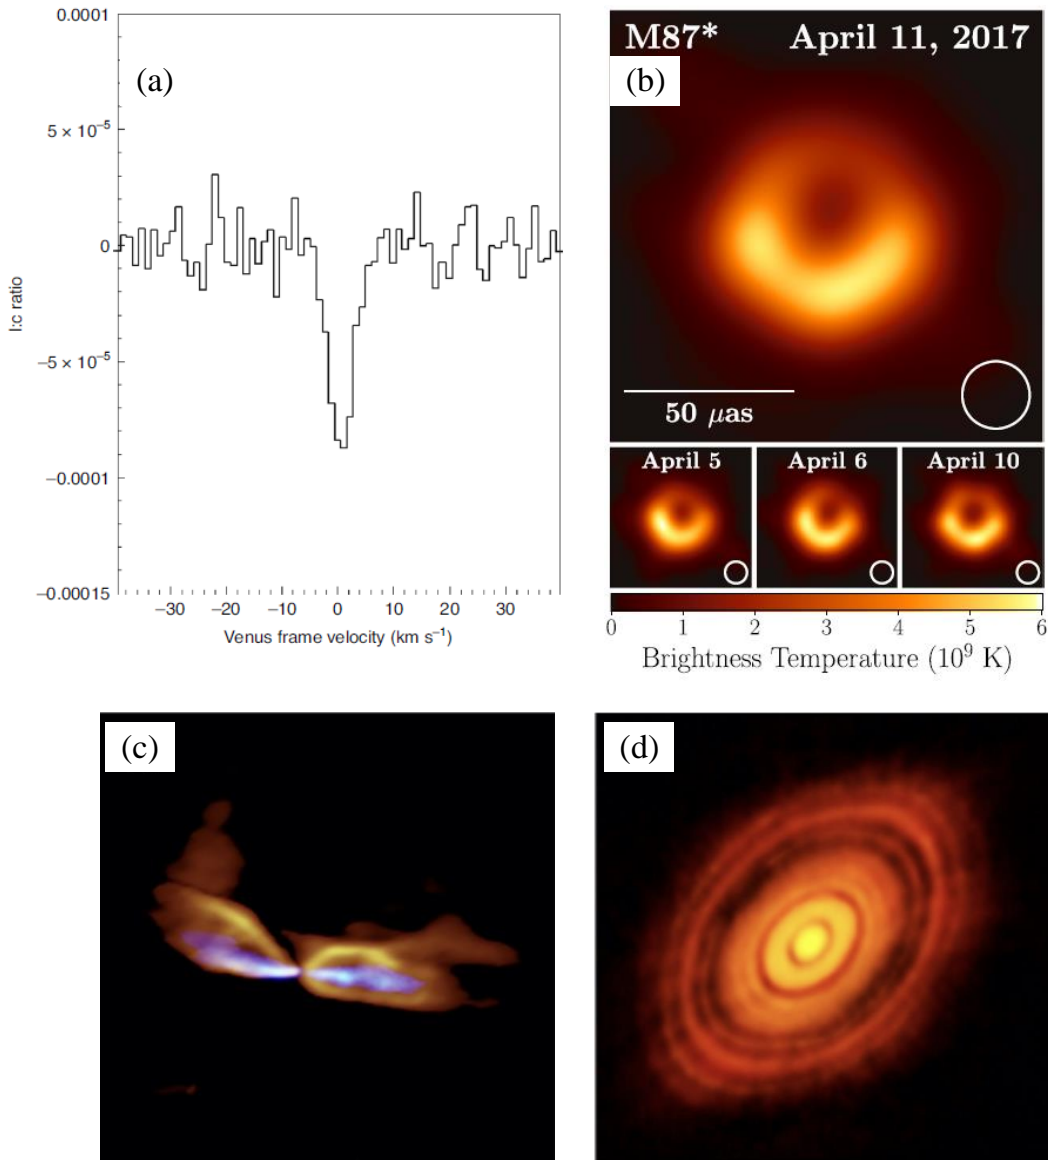 0.0001
(a)
5 × 10⁻⁵
0
−5 × 10⁻⁵
−0.0001
−0.00015
l:c ratio
−30
−20
−10
0
10
20
30
Venus frame velocity (km s⁻¹)
M87* April 11, 2017
(b)
50 μas
April 5
April 6
April 10
0 1 2 3 4 5 6
Brightness Temperature (10⁹ K)
(c)
(d)